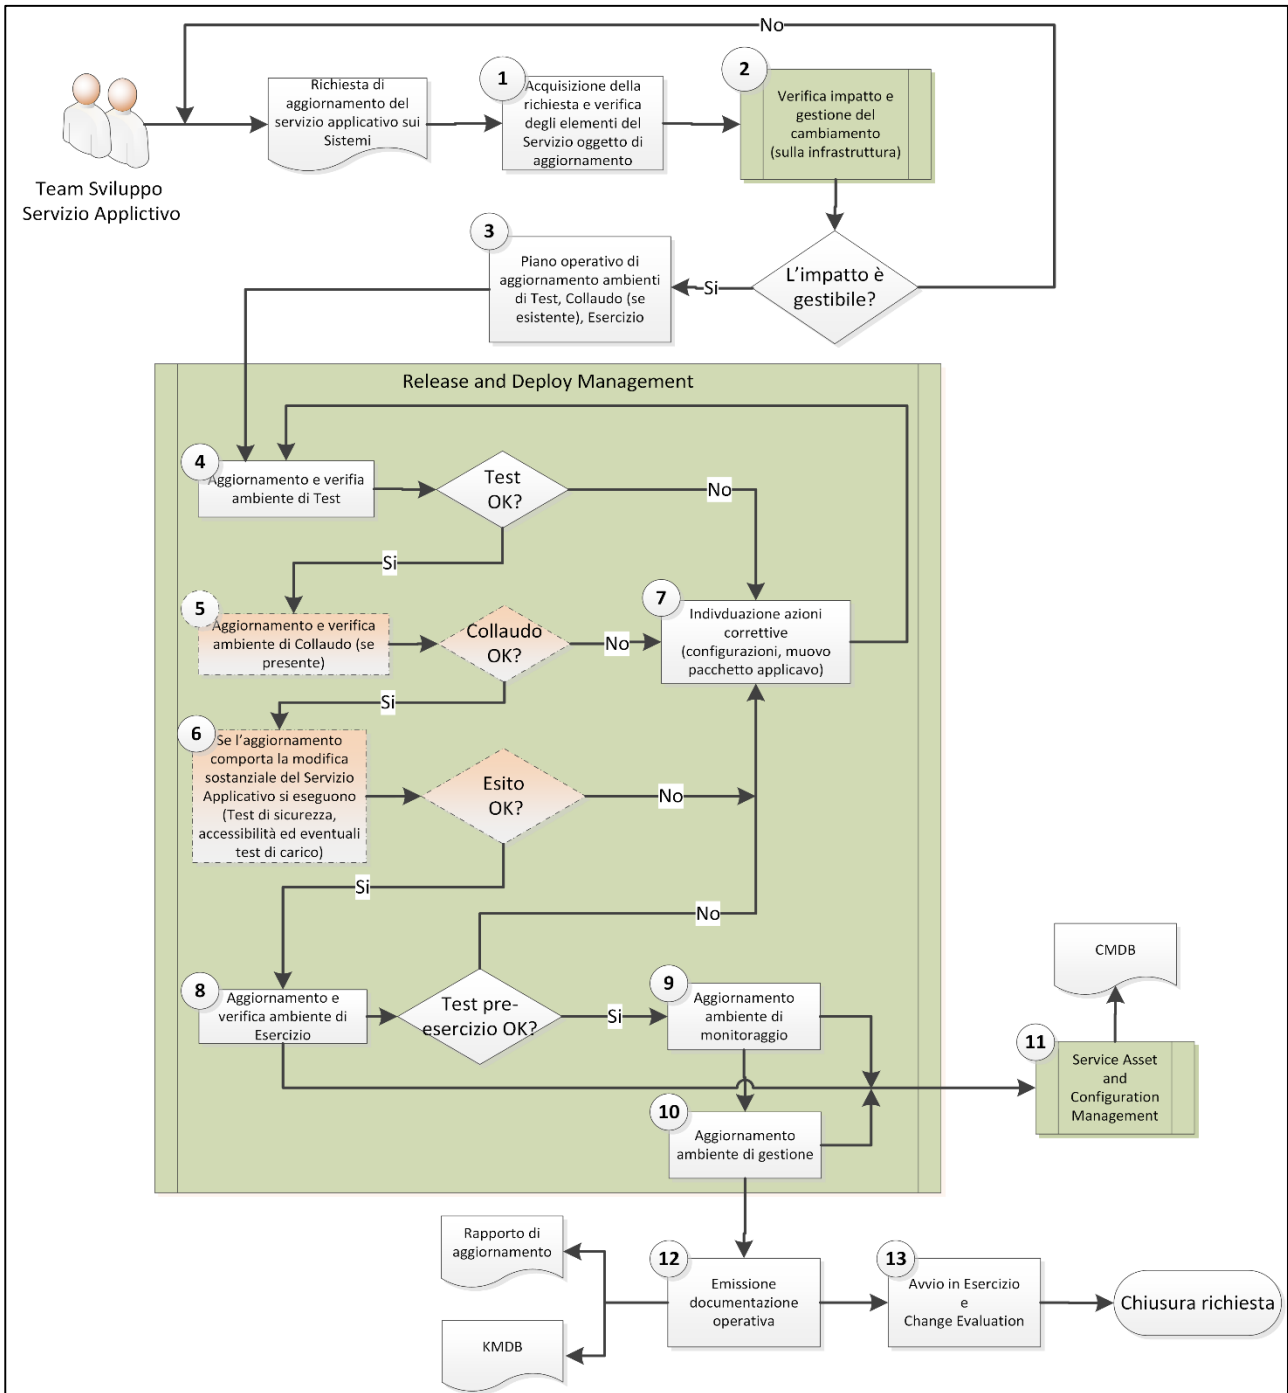 No
1
2
Richiesta di
aggiornamento del
servizio applicativo sui
Sistemi
Acquisizione della
richiesta e verifica
degli elementi del
Servizio oggetto di
aggiornamento
Verifica impatto e
gestione del
cambiamento
(sulla infrastruttura)
Team Sviluppo
Servizio Applictivo
3
Piano operativo di
aggiornamento ambienti
di Test, Collaudo (se
esistente), Esercizio
Si
L'impatto è
gestibile?
Release and Deploy Management
4
Aggiornamento e verifia
ambiente di Test
Test
OK?
No
Si
5
Aggiornamento e verifica
ambiente di Collaudo (se
presente)
Collaudo
OK?
No
7
Indivduazione azioni
correttive
(configurazioni, muovo
pacchetto applicavo)
Si
6
Se l'aggiornamento
comporta la modifica
sostanziale del Servizio
Applicativo si eseguono
(Test di sicurezza,
accessibilità ed eventuali
test di carico)
Esito
OK?
No
Si
No
8
Aggiornamento e
verifica ambiente di
Esercizio
Test pre-
esercizio OK?
Si
9
Aggiornamento
ambiente di
monitoraggio
CMDB
11
Service Asset
and
Configuration
Management
10
Aggiornamento
ambiente di gestione
Rapporto di
aggiornamento
KMDB
12
Emissione
documentazione
operativa
13
Avvio in Esercizio
e
Change Evaluation
Chiusura richiesta